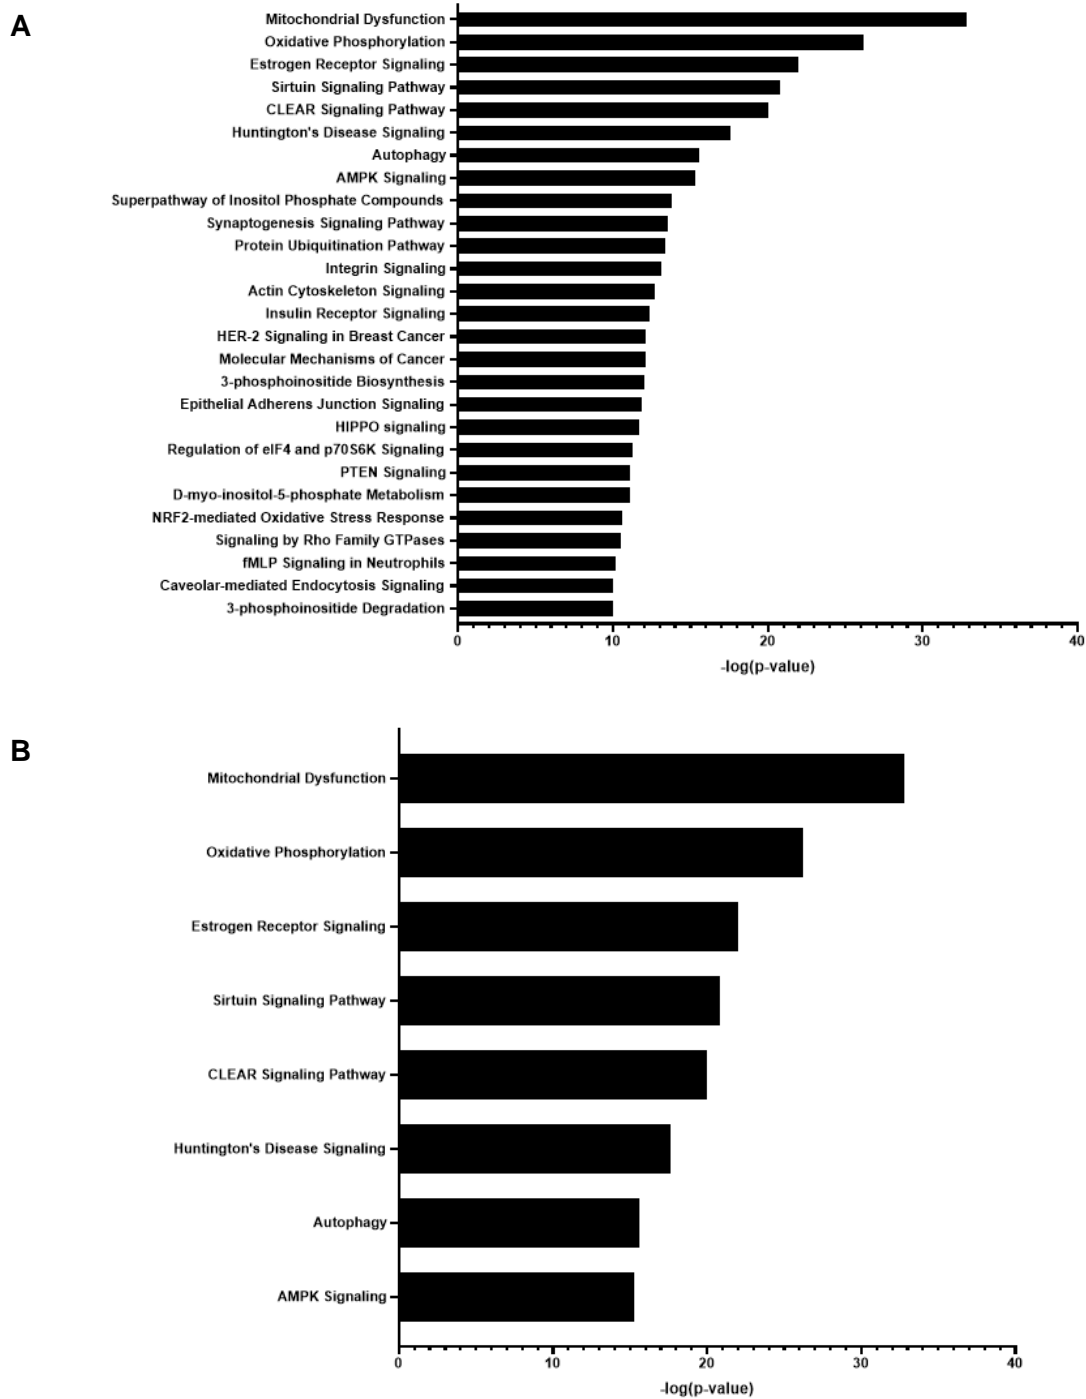 A
Mitochondrial Dysfunction
Oxidative Phosphorylation
Estrogen Receptor Signaling
Sirtuin Signaling Pathway
CLEAR Signaling Pathway
Huntington's Disease Signaling
Autophagy
AMPK Signaling
Superpathway of Inositol Phosphate Compounds
Synaptogenesis Signaling Pathway
Protein Ubiquitination Pathway
Integrin Signaling
Actin Cytoskeleton Signaling
Insulin Receptor Signaling
HER-2 Signaling in Breast Cancer
Molecular Mechanisms of Cancer
3-phosphoinositide Biosynthesis
Epithelial Adherens Junction Signaling
HIPPO signaling
Regulation of eIF4 and p70S6K Signaling
PTEN Signaling
D-myo-inositol-5-phosphate Metabolism
NRF2-mediated Oxidative Stress Response
Signaling by Rho Family GTPases
fMLP Signaling in Neutrophils
Caveolar-mediated Endocytosis Signaling
3-phosphoinositide Degradation
0 10 20 30 40
-log(p-value)
B
Mitochondrial Dysfunction
Oxidative Phosphorylation
Estrogen Receptor Signaling
Sirtuin Signaling Pathway
CLEAR Signaling Pathway
Huntington's Disease Signaling
Autophagy
AMPK Signaling
0 10 20 30 40
-log(p-value)